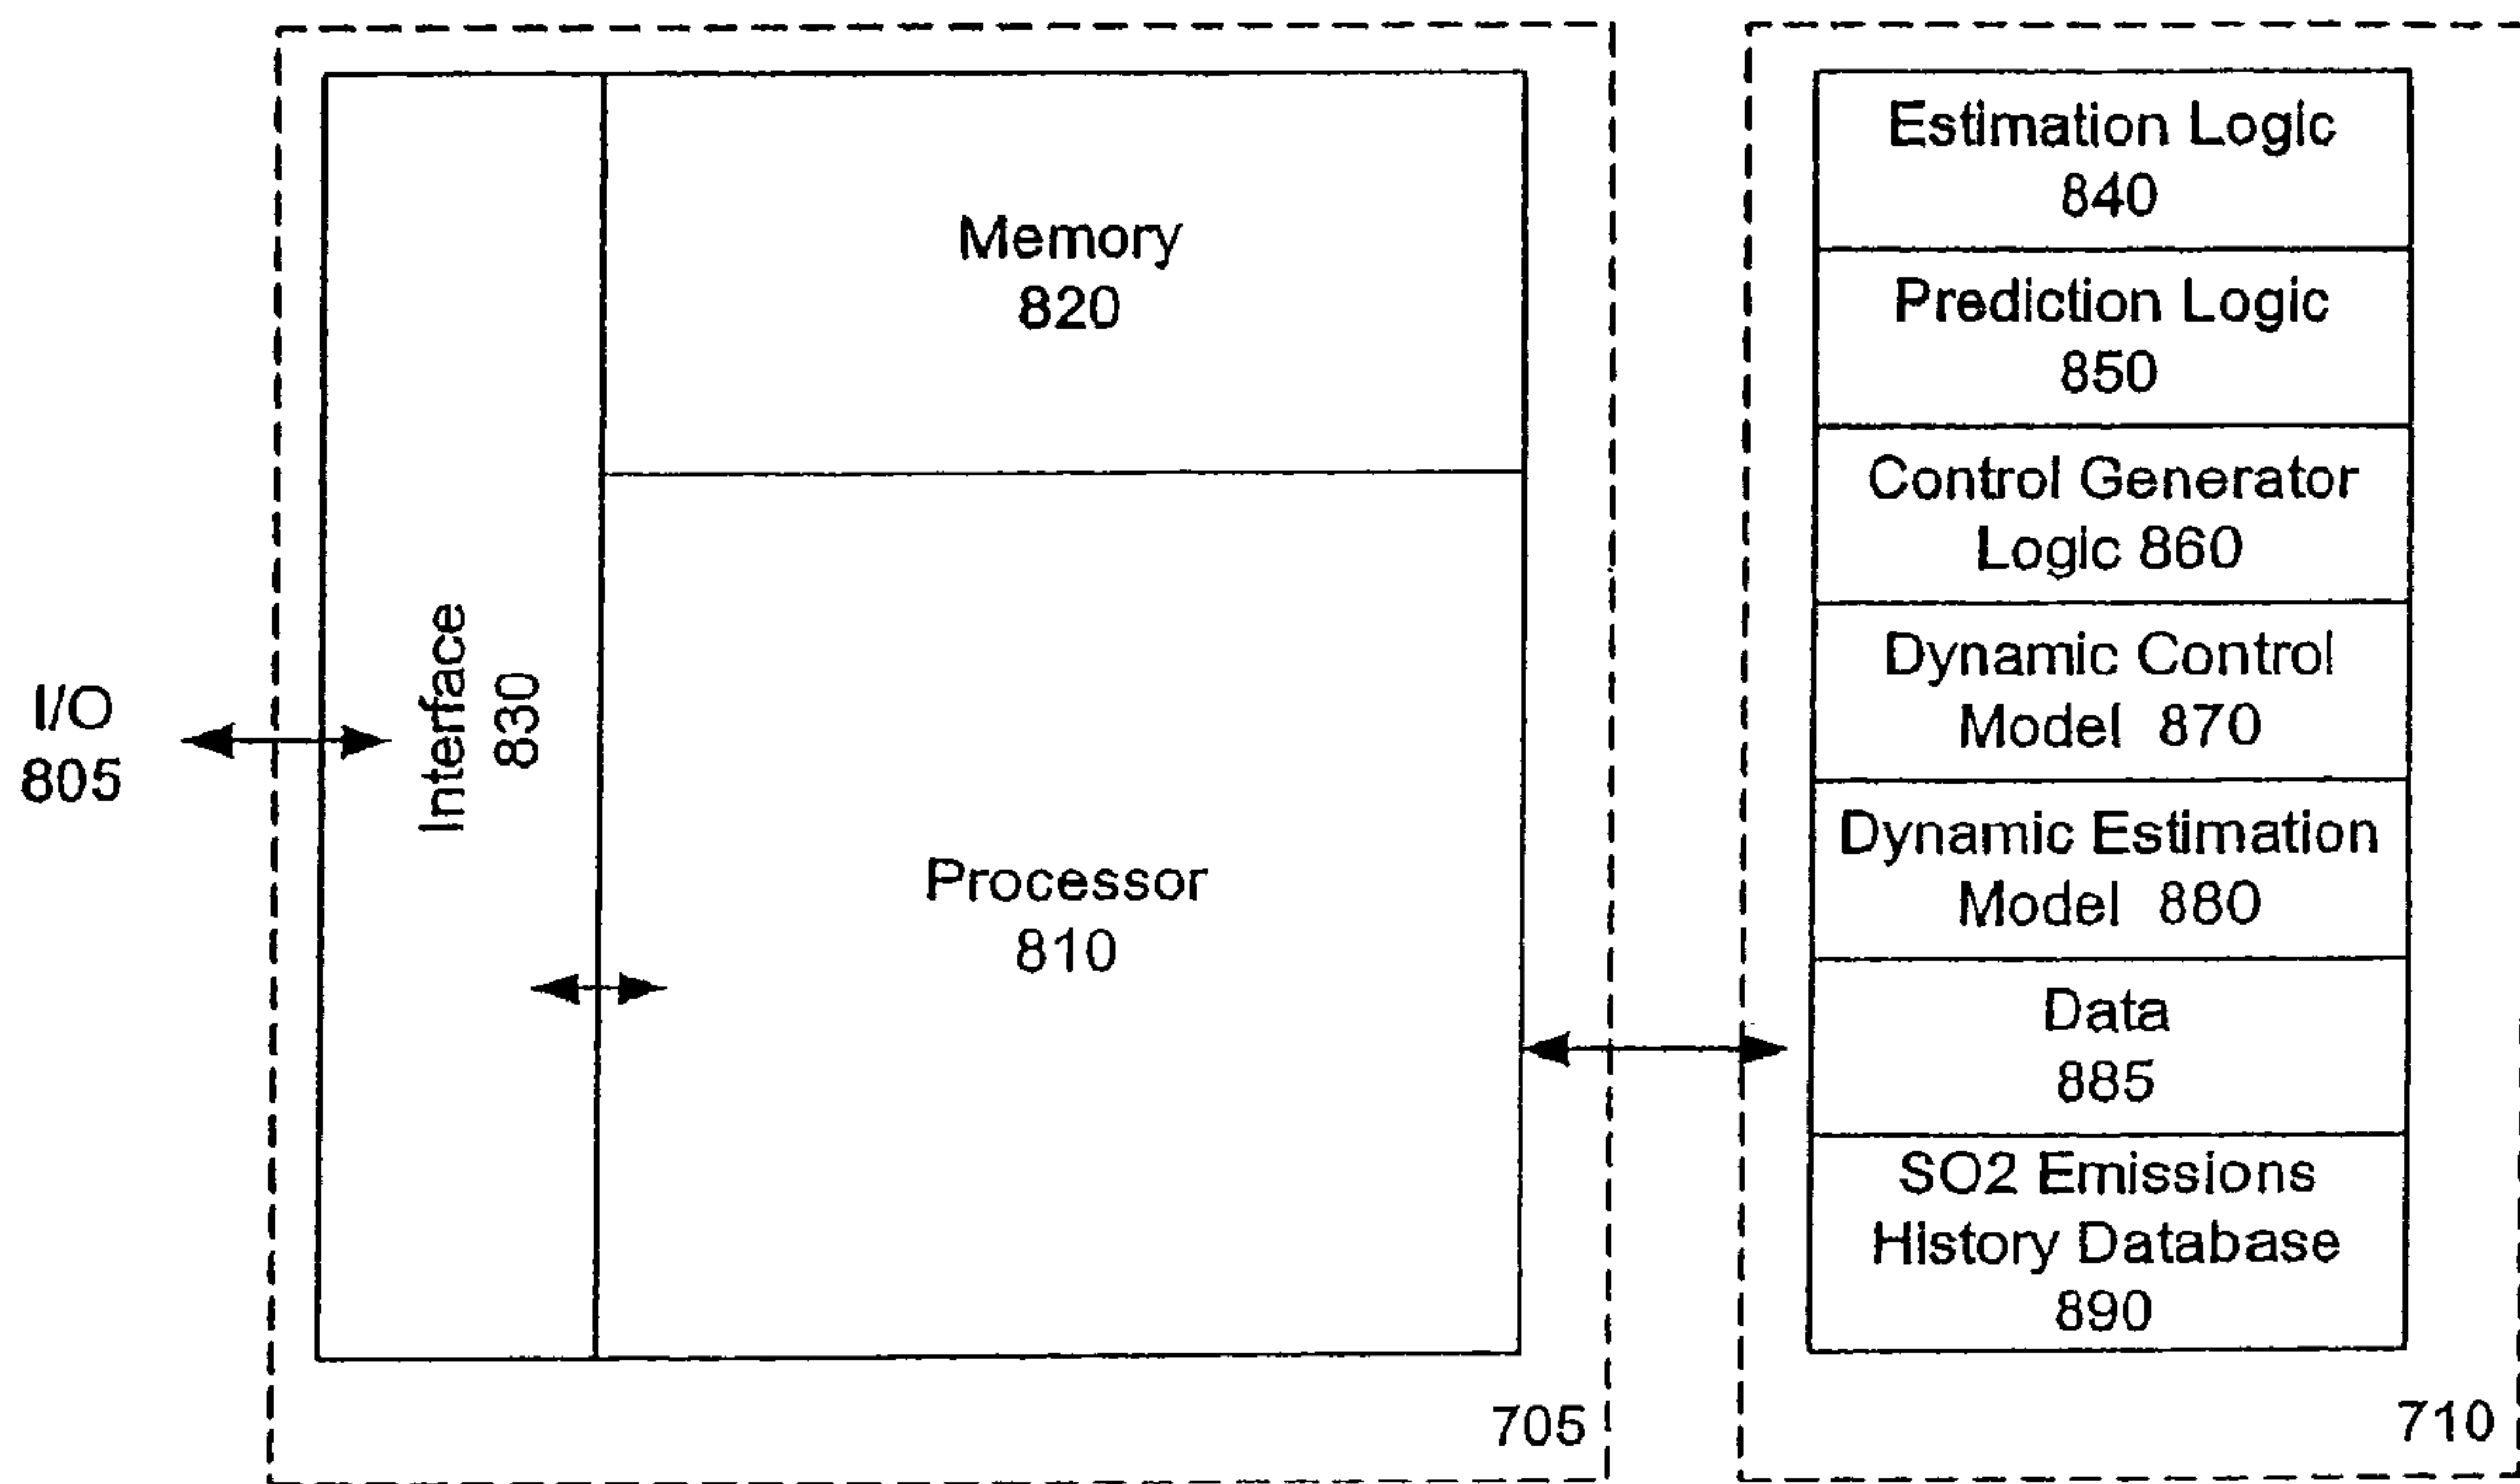 I/O
805
Interface
830
Memory
820
Processor
810
705
Estimation Logic
840
Prediction Logic
850
Control Generator
Logic 860
Dynamic Control
Model 870
Dynamic Estimation
Model 880
Data
885
SO2 Emissions
History Database
890
710